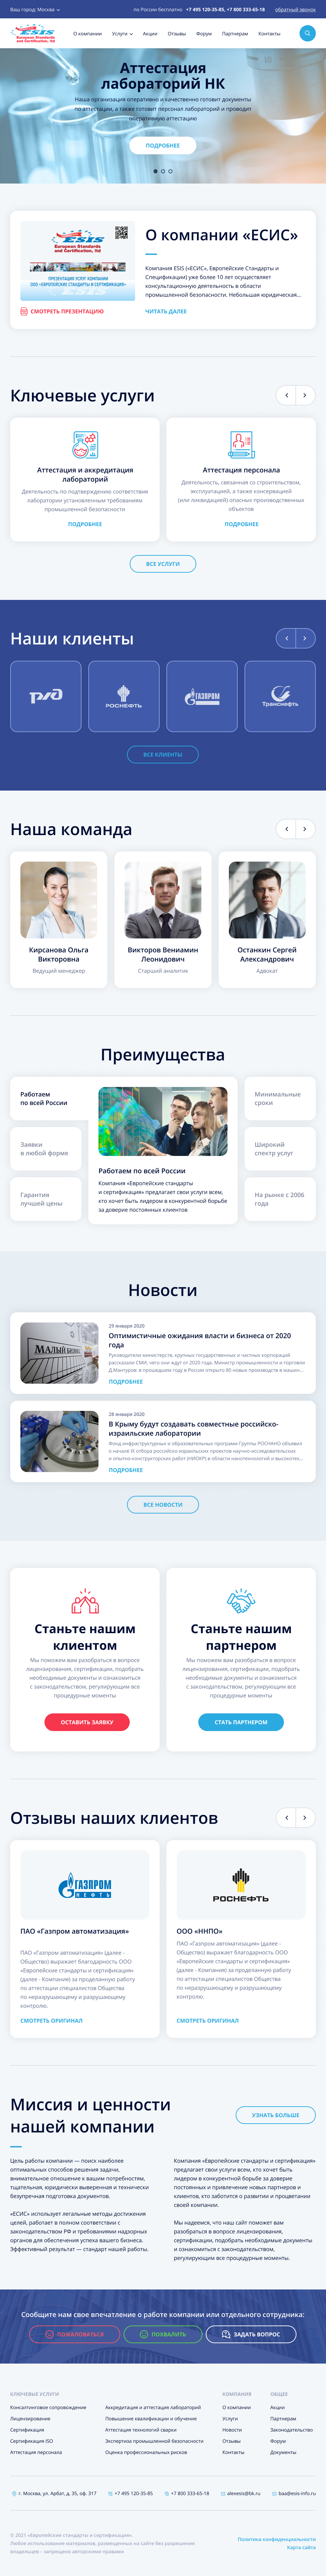 Ваш город: Москва
по России бесплатно +7 495 120-35-85, +7 800 333-65-18
обратный звонок
ESIS
European Standards and Certification, ltd
О компании
Услуги
Акции
Отзывы
Форум
Партнерам
Контакты
Аттестация
лабораторий НК
Наша организация оперативно и качественно готовит документы
по аттестации, а также готовит персонал лабораторий и проводит
оперативную аттестацию
ПОДРОБНЕЕ
ESIS
European Standards and Certification, ltd
ПРЕЗЕНТАЦИЯ УСЛУГ КОМПАНИИ
ООО «ЕВРОПЕЙСКИЕ СТАНДАРТЫ И СЕРТИФИКАЦИЯ»
СМОТРЕТЬ ПРЕЗЕНТАЦИЮ
О компании «ЕСИС»
Компания ESIS («ЕСИС», Европейские Стандарты и
Спецификации) уже более 10 лет осуществляет
консультационную деятельность в области
промышленной безопасности. Небольшая юридическая...
ЧИТАТЬ ДАЛЕЕ
Ключевые услуги
Аттестация и аккредитация
лабораторий
Деятельность по подтверждению соответствия
лаборатории установленным требованиям
промышленной безопасности
ПОДРОБНЕЕ
Аттестация персонала
Деятельность, связанная со строительством,
эксплуатацией, а также консервацией
(или ликвидацией) опасных производственных
объектов
ПОДРОБНЕЕ
ВСЕ УСЛУГИ
Наши клиенты
РОСНЕФТЬ
ГАЗПРОМ
Транснефть
ВСЕ КЛИЕНТЫ
Наша команда
Кирсанова Ольга
Викторовна
Ведущий менеджер
Викторов Вениамин
Леонидович
Старший аналитик
Останкин Сергей
Александрович
Адвокат
Преимущества
Работаем
по всей России
Заявки
в любой форме
Гарантия
лучшей цены
Работаем по всей России
Компания «Европейские стандарты
и сертификация» предлагает свои услуги всем,
кто хочет быть лидером в конкурентной борьбе
за доверие постоянных клиентов
Минимальные
сроки
Широкий
спектр услуг
На рынке с 2006
года
Новости
МАЛЫЙ БИЗНЕС
29 января 2020
Оптимистичные ожидания власти и бизнеса от 2020
года
Руководители министерств, крупных государственных и частных корпораций
рассказали СМИ, чего они ждут от 2020 года. Министр промышленности и торговли
Д.Мантуров: в минувшем году в России открыто 80 новых производств в машин...
ПОДРОБНЕЕ
28 января 2020
В Крыму будут создавать совместные российско-
израильские лаборатории
Фонд инфраструктурных и образовательных программ Группы РОСНАНО объявил
о начале IX отбора российско-израильских проектов научно-исследовательских
и опытно-конструкторских работ (НИОКР) в области нанотехнологий и высокотех...
ПОДРОБНЕЕ
ВСЕ НОВОСТИ
Станьте нашим
клиентом
Мы поможем вам разобраться в вопросе
лицензирования, сертификации, подобрать
необходимые документы и ознакомиться
с законодательством, регулирующим все
процедурные моменты
ОСТАВИТЬ ЗАЯВКУ
Станьте нашим
партнером
Мы поможем вам разобраться в вопросе
лицензирования, сертификации, подобрать
необходимые документы и ознакомиться
с законодательством, регулирующим все
процедурные моменты
СТАТЬ ПАРТНЕРОМ
Отзывы наших клиентов
ГАЗПРОМ
НЕФТЬ
ПАО «Газпром автоматизация»
ПАО «Газпром автоматизация» (далее -
Общество) выражает благодарность ООО
«Европейские стандарты и сертификация»
(далее - Компания) за проделанную работу
по аттестации специалистов Общества
по неразрушающему и разрушающему
контролю.
СМОТРЕТЬ ОРИГИНАЛ
РОСНЕФТЬ
ООО «ННПО»
ПАО «Газпром автоматизация» (далее -
Общество) выражает благодарность ООО
«Европейские стандарты и сертификация»
(далее - Компания) за проделанную работу
по аттестации специалистов Общества
по неразрушающему и разрушающему
контролю.
СМОТРЕТЬ ОРИГИНАЛ
Миссия и ценности
нашей компании
УЗНАТЬ БОЛЬШЕ
Цель работы компании — поиск наиболее
оптимальных способов решения задачи,
внимательное отношение к вашим потребностям,
тщательная, юридически выверенная и технически
безупречная подготовка документов.
«ЕСИС» использует легальные методы достижения
целей, работает в полном соответствии с
законодательством РФ и требованиями надзорных
органов для обеспечения успеха вашего бизнеса.
Эффективный результат — стандарт нашей работы.
Компания «Европейские стандарты и сертификация»
предлагает свои услуги всем, кто хочет быть
лидером в конкурентной борьбе за доверие
постоянных и привлечение новых партнеров и
клиентов, кто заботится о развитии и процветании
своей компании.
Мы надеемся, что наш сайт поможет вам
разобраться в вопросе лицензирования,
сертификации, подобрать необходимые документы
и ознакомиться с законодательством,
регулирующим все процедурные моменты.
Сообщите нам свое впечатлении о работе компании или отдельного сотрудника:
ПОЖАЛОВАТЬСЯ
ПОХВАЛИТЬ
ЗАДАТЬ ВОПРОС
КЛЮЧЕВЫЕ УСЛУГИ
Консалтинговое сопровождение
Лицензирование
Сертификация
Сертификация ISO
Аттестация персонала
Аккредитация и аттестация лабораторий
Повышение квалификации и обучение
Аттестация технологий сварки
Экспертиза промышленной безопасности
Оценка профессиональных рисков
КОМПАНИЯ
О компании
Услуги
Новости
Отзывы
Контакты
ОБЩЕЕ
Акции
Партнерам
Законодательство
Форум
Документы
г. Москва, ул. Арбат, д. 35, оф. 317
+7 495 120-35-85
+7 800 333-65-18
aleeesis@bk.ru
baa@esis-info.ru
© 2021 «Европейские стандарты и сертификация».
Любое использование материалов, размещенных на сайте без разрешения
владельцев – запрещено авторскими правами
Политика конфиденциальности
Карта сайта